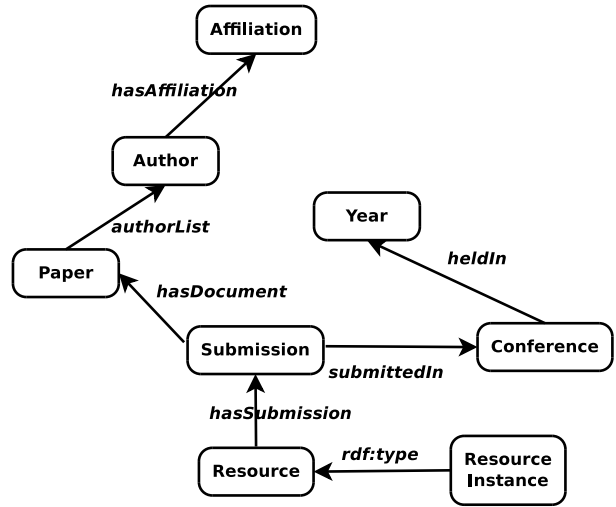 Affiliation
hasAffiliation
Author
authorList
Year
Paper
heldIn
hasDocument
Submission
Conference
submittedIn
hasSubmission
rdf:type
Resource
Resource
Instance